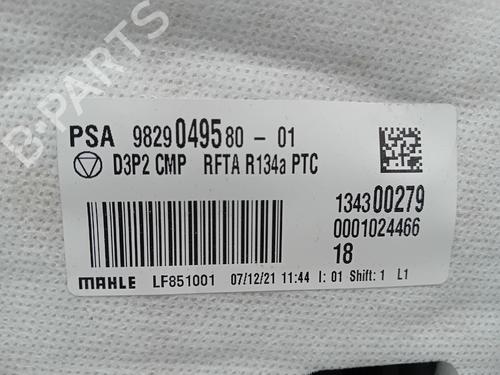 B-PARTS
PSA 9829049580 - 01
D3P2 CMP RFTA R134a PTC
134300279
0001024466
18
MAHLE LF851001 07/12/21 11:44 I: 01 Shift: 1 L1